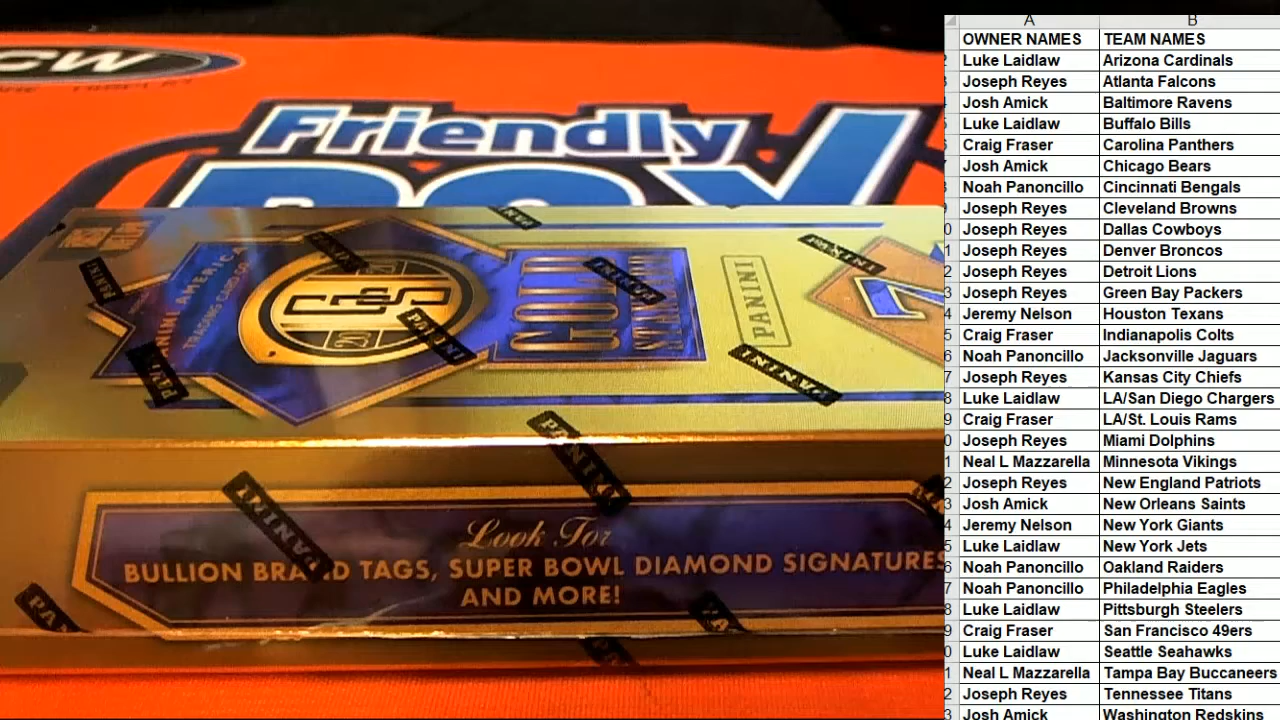 CW
Friendly
BOX
PANINI AMERICA
TRADING CARDS
GOLD
STANDARD
PANINI
PANINI
PANINI
PANINI
PANINI
PANINI
Look For
BULLION BRAND TAGS, SUPER BOWL DIAMOND SIGNATURES
AND MORE!
A B
OWNER NAMES TEAM NAMES
Luke Laidlaw Arizona Cardinals
Joseph Reyes Atlanta Falcons
Josh Amick Baltimore Ravens
Luke Laidlaw Buffalo Bills
Craig Fraser Carolina Panthers
Josh Amick Chicago Bears
Noah Panoncillo Cincinnati Bengals
Joseph Reyes Cleveland Browns
Joseph Reyes Dallas Cowboys
Joseph Reyes Denver Broncos
Joseph Reyes Detroit Lions
Joseph Reyes Green Bay Packers
Jeremy Nelson Houston Texans
Craig Fraser Indianapolis Colts
Noah Panoncillo Jacksonville Jaguars
Joseph Reyes Kansas City Chiefs
Luke Laidlaw LA/San Diego Chargers
Craig Fraser LA/St. Louis Rams
Joseph Reyes Miami Dolphins
Neal L Mazzarella Minnesota Vikings
Joseph Reyes New England Patriots
Josh Amick New Orleans Saints
Jeremy Nelson New York Giants
Luke Laidlaw New York Jets
Noah Panoncillo Oakland Raiders
Noah Panoncillo Philadelphia Eagles
Luke Laidlaw Pittsburgh Steelers
Craig Fraser San Francisco 49ers
Luke Laidlaw Seattle Seahawks
Neal L Mazzarella Tampa Bay Buccaneers
Joseph Reyes Tennessee Titans
Josh Amick Washington Redskins